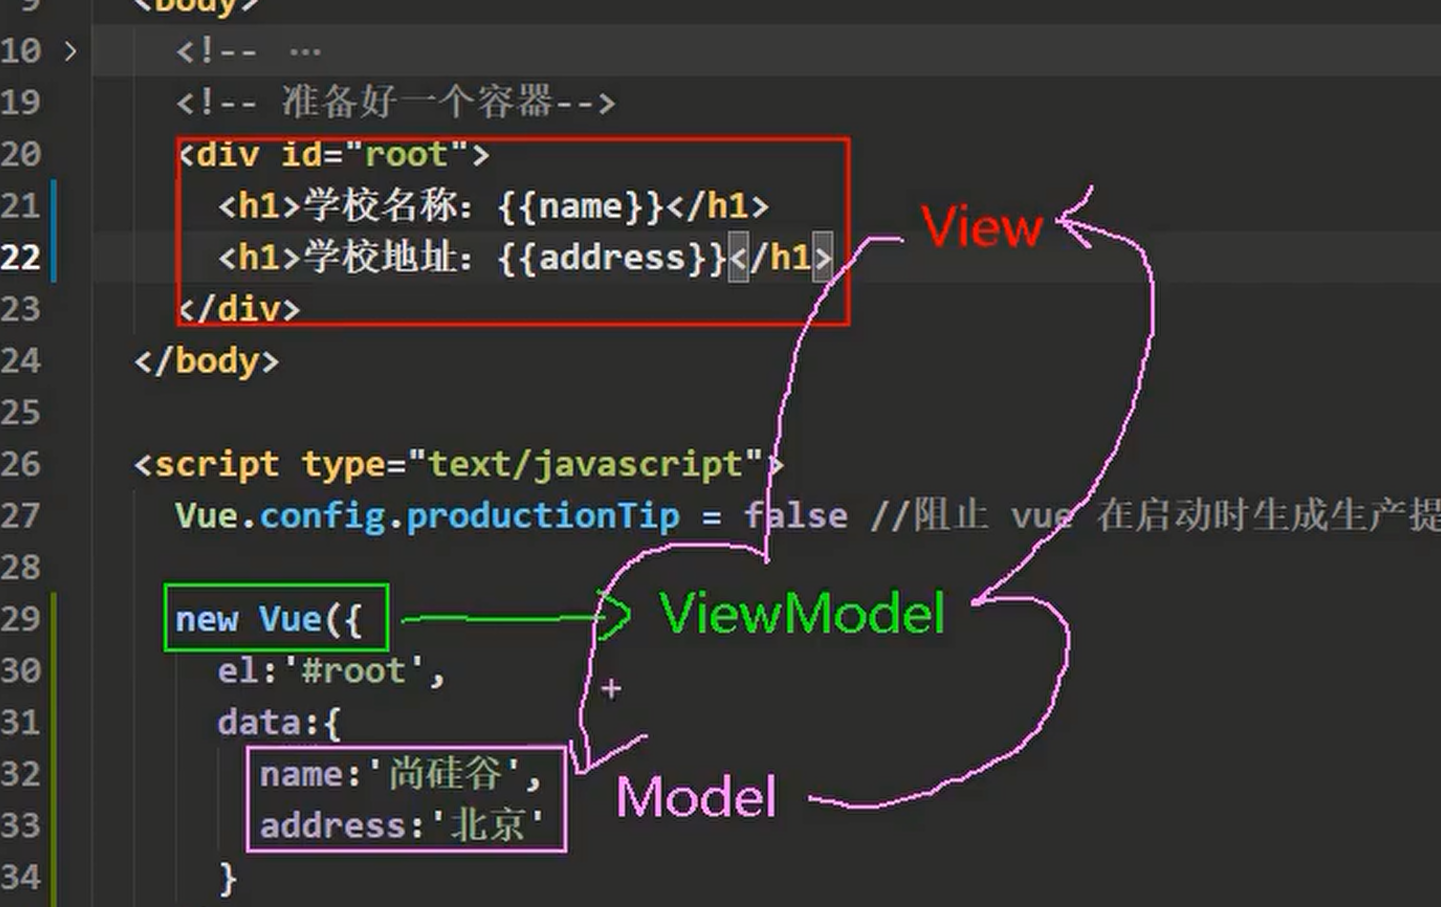 9 <body>
10 > <!-- ···
19 <!-- 准备好一个容器-->
20 <div id="root">
21 <h1>学校名称：{{name}}</h1>
22 <h1>学校地址：{{address}}</h1>
23 </div>
24 </body>
25
26 <script type="text/javascript">
27 Vue.config.productionTip = false //阻止 vue 在启动时生成生产提
28
29 new Vue({
30 el:'#root',
31 data:{
32 name:'尚硅谷',
33 address:'北京'
34 }
View
ViewModel
Model